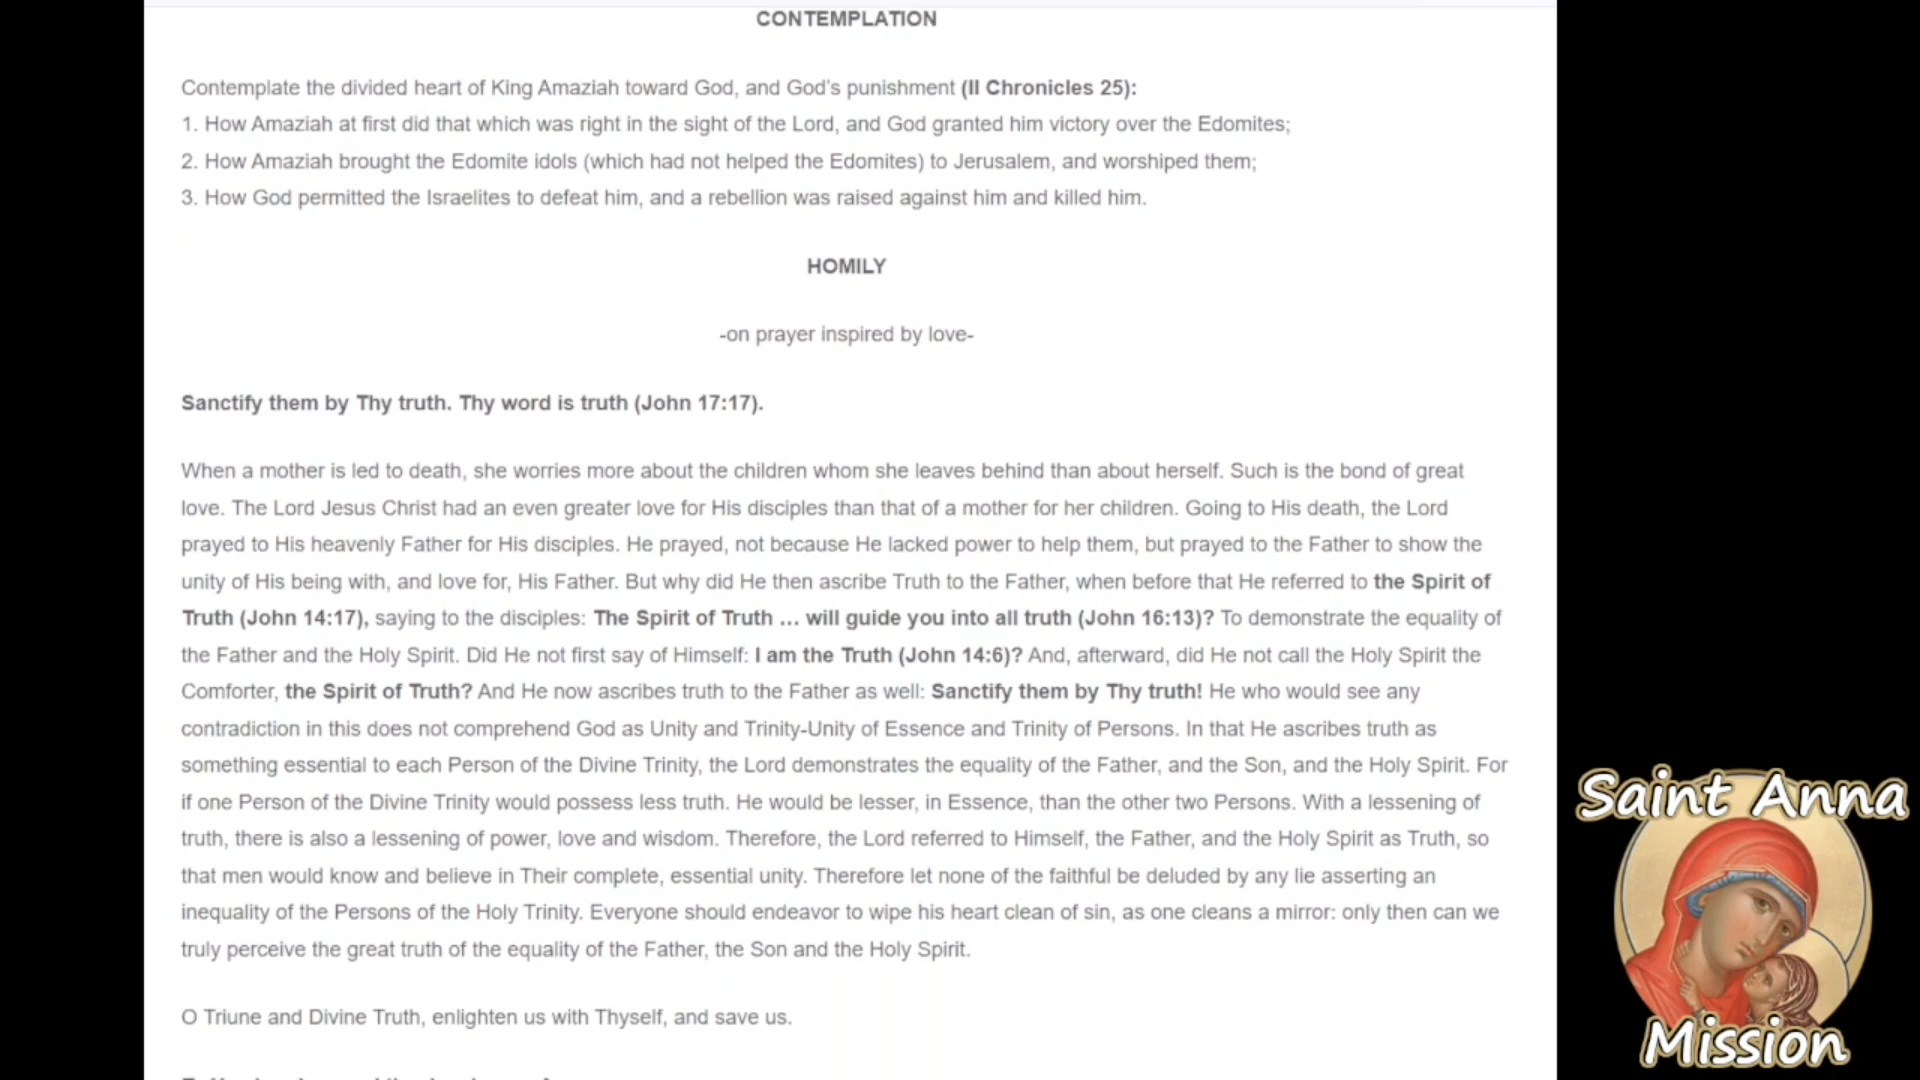 CONTEMPLATION
Contemplate the divided heart of King Amaziah toward God, and God's punishment (II Chronicles 25):
1. How Amaziah at first did that which was right in the sight of the Lord, and God granted him victory over the Edomites;
2. How Amaziah brought the Edomite idols (which had not helped the Edomites) to Jerusalem, and worshiped them;
3. How God permitted the Israelites to defeat him, and a rebellion was raised against him and killed him.
HOMILY
-on prayer inspired by love-
Sanctify them by Thy truth. Thy word is truth (John 17:17).
When a mother is led to death, she worries more about the children whom she leaves behind than about herself. Such is the bond of great
love. The Lord Jesus Christ had an even greater love for His disciples than that of a mother for her children. Going to His death, the Lord
prayed to His heavenly Father for His disciples. He prayed, not because He lacked power to help them, but prayed to the Father to show the
unity of His being with, and love for, His Father. But why did He then ascribe Truth to the Father, when before that He referred to the Spirit of
Truth (John 14:17), saying to the disciples: The Spirit of Truth ... will guide you into all truth (John 16:13)? To demonstrate the equality of
the Father and the Holy Spirit. Did He not first say of Himself: I am the Truth (John 14:6)? And, afterward, did He not call the Holy Spirit the
Comforter, the Spirit of Truth? And He now ascribes truth to the Father as well: Sanctify them by Thy truth! He who would see any
contradiction in this does not comprehend God as Unity and Trinity-Unity of Essence and Trinity of Persons. In that He ascribes truth as
something essential to each Person of the Divine Trinity, the Lord demonstrates the equality of the Father, and the Son, and the Holy Spirit. For
if one Person of the Divine Trinity would possess less truth. He would be lesser, in Essence, than the other two Persons. With a lessening of
truth, there is also a lessening of power, love and wisdom. Therefore, the Lord referred to Himself, the Father, and the Holy Spirit as Truth, so
that men would know and believe in Their complete, essential unity. Therefore let none of the faithful be deluded by any lie asserting an
inequality of the Persons of the Holy Trinity. Everyone should endeavor to wipe his heart clean of sin, as one cleans a mirror: only then can we
truly perceive the great truth of the equality of the Father, the Son and the Holy Spirit.
O Triune and Divine Truth, enlighten us with Thyself, and save us.
Saint Anna
Mission